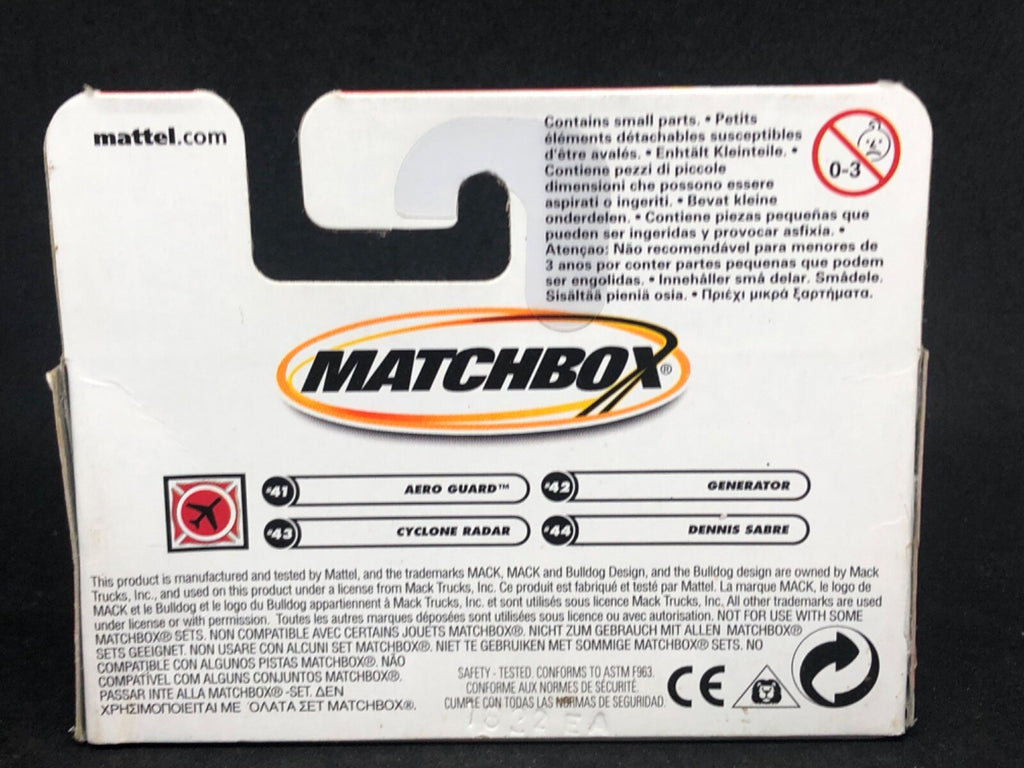 mattel.com
Contains small parts. • Petits
éléments détachables susceptibles
d'être avalés. • Enhtält Kleinteile. •
Contiene pezzi di piccole
dimensioni che possono essere
aspirati o ingeriti. • Bevat kleine
onderdelen. • Contiene piezas pequeñas que
pueden ser ingeridas y provocar asfixia. •
Atençao: Não recomendável para menores de
3 anos por conter partes pequenas que podem
ser engolidas. • Innehåller små delar. Smådele.
Sisältää pieniä osia. • Πριέχι μικρά ξαρτήματα.
0-3
MATCHBOX®
#41 AERO GUARD™
#42 GENERATOR
#43 CYCLONE RADAR
#44 DENNIS SABRE
This product is manufactured and tested by Mattel, and the trademarks MACK, MACK and Bulldog Design, and the Bulldog design are owned by Mack
Trucks, Inc., and used on this product under a license from Mack Trucks, Inc. Ce produit est fabriqué et testé par Mattel. La marque MACK, le logo de
MACK et le Bulldog et le logo du Bulldog appartiennent à Mack Trucks, Inc. et sont utilisés sous licence Mack Trucks, Inc. All other trademarks are used
under license or with permission. Toutes les autres marques déposées sont utilisées sous licence ou avec autorisation. NOT FOR USE WITH SOME
MATCHBOX® SETS. NON COMPATIBLE AVEC CERTAINS JOUETS MATCHBOX®. NICHT ZUM GEBRAUCH MIT ALLEN MATCHBOX®
SETS GEEIGNET. NON USARE CON ALCUNI SET MATCHBOX®. NIET TE GEBRUIKEN MET SOMMIGE MATCHBOX® SETS. NO
COMPATIBLE CON ALGUNOS PISTAS MATCHBOX®. NÃO
COMPATÍVEL COM ALGUNS CONJUNTOS MATCHBOX®.
PASSAR INTE ALLA MATCHBOX® -SET. ΔEN
ΧΡΗΣΙΜΟΠΟΙΕΙΤΑΙ ΜΕ ΌΛΑΤΑ ΣΕΤ MATCHBOX®.
SAFETY - TESTED. CONFORMS TO ASTM F963.
CONFORME AUX NORMES DE SÉCURITÉ.
CUMPLE CON TODAS LAS NORMAS DE SEGURIDAD.
CE